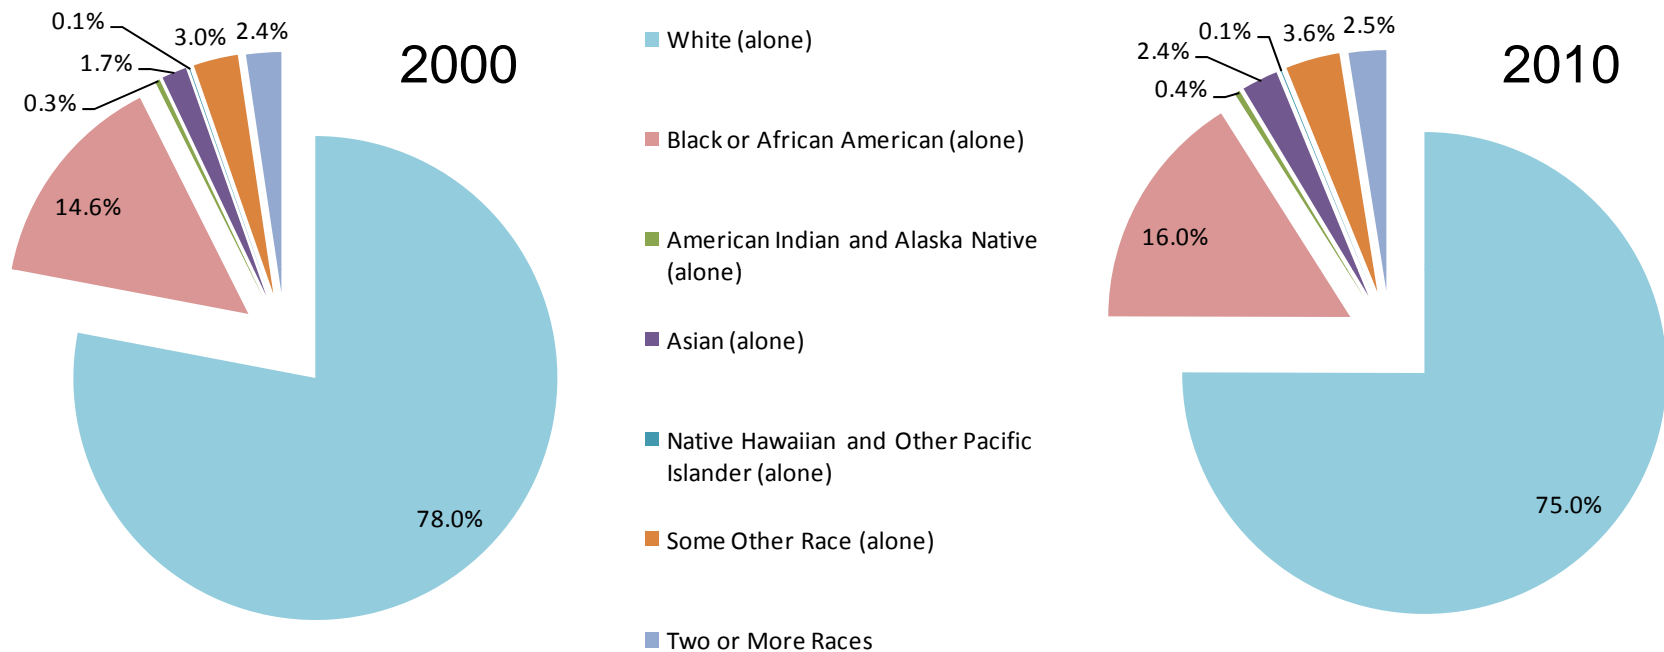 2000
0.1%
3.0%
2.4%
1.7%
0.3%
14.6%
78.0%
White (alone)
Black or African American (alone)
American Indian and Alaska Native
(alone)
Asian (alone)
Native Hawaiian and Other Pacific
Islander (alone)
Some Other Race (alone)
Two or More Races
2010
0.1%
3.6%
2.5%
2.4%
0.4%
16.0%
75.0%